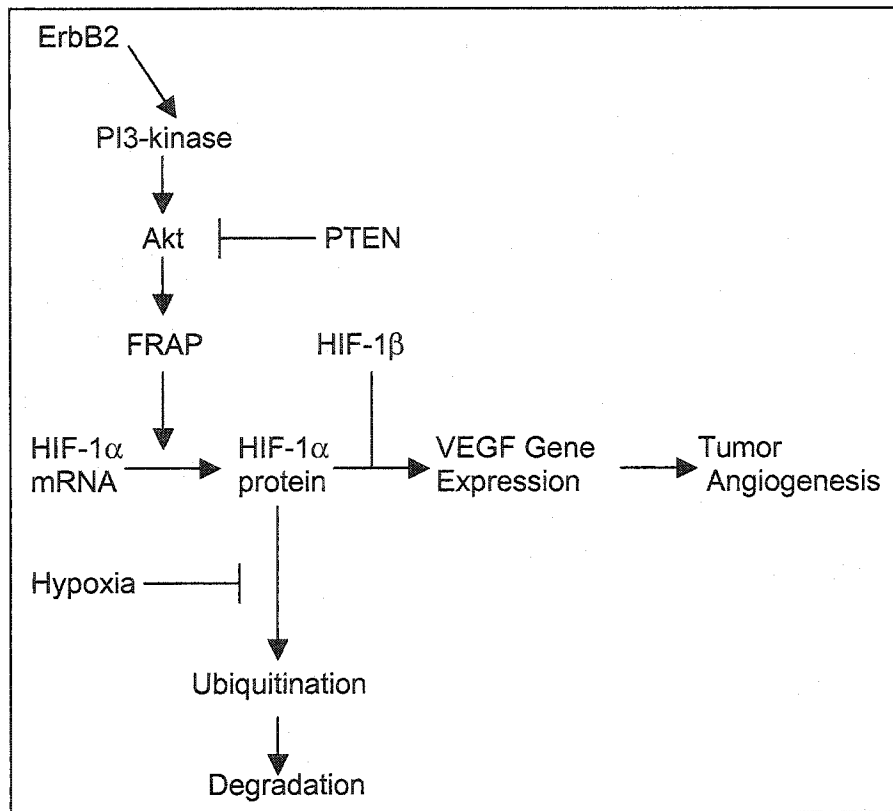 ErbB2
PI3-kinase
Akt
PTEN
FRAP
HIF-1β
HIF-1α
mRNA
HIF-1α
protein
VEGF Gene
Expression
Tumor
Angiogenesis
Hypoxia
Ubiquitination
Degradation